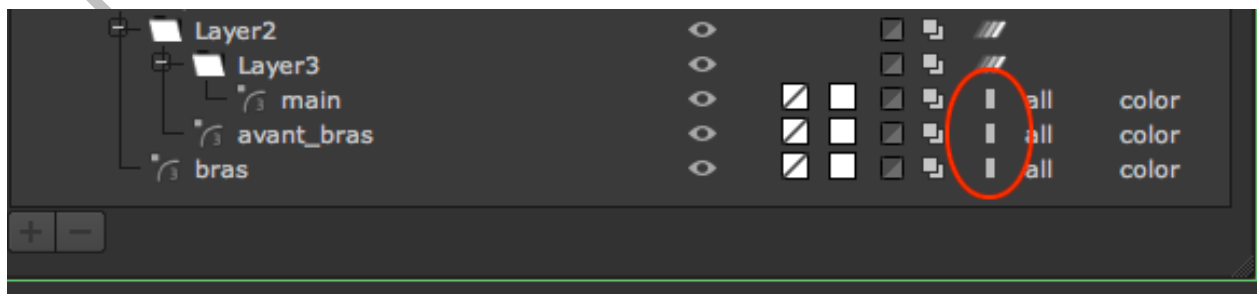 Layer2
Layer3
main all color
avant_bras all color
bras all color